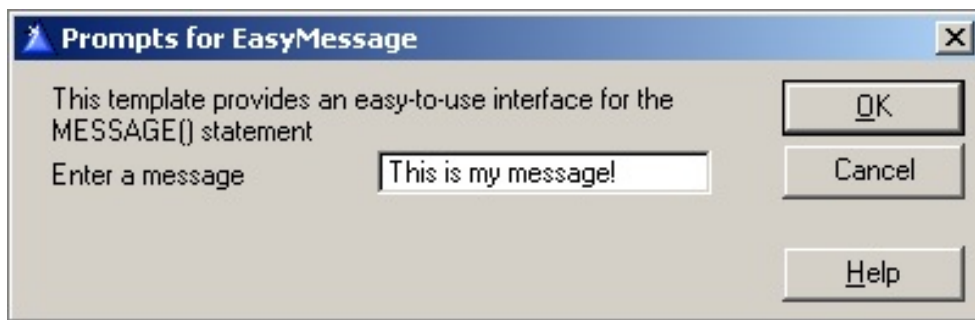 Prompts for EasyMessage
This template provides an easy-to-use interface for the
MESSAGE() statement
Enter a message
This is my message!
OK
Cancel
Help